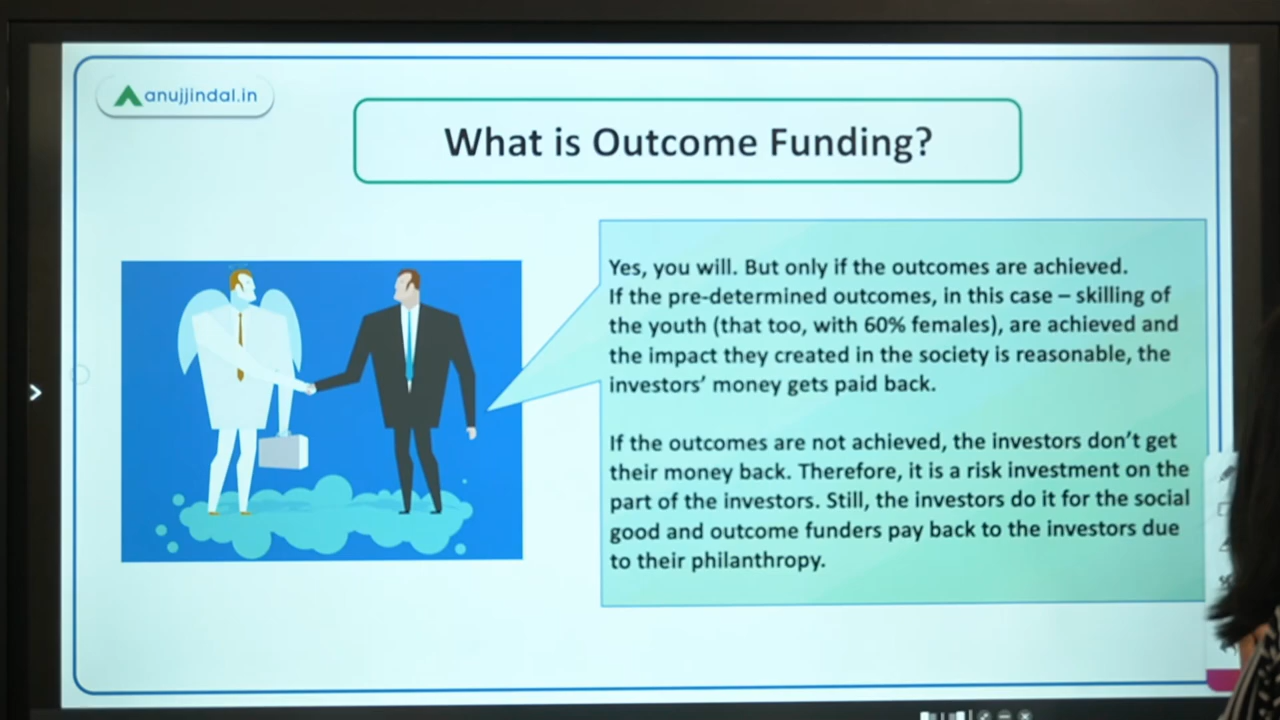 anujjindal.in
What is Outcome Funding?
Yes, you will. But only if the outcomes are achieved.
If the pre-determined outcomes, in this case – skilling of
the youth (that too, with 60% females), are achieved and
the impact they created in the society is reasonable, the
investors' money gets paid back.
If the outcomes are not achieved, the investors don't get
their money back. Therefore, it is a risk investment on the
part of the investors. Still, the investors do it for the social
good and outcome funders pay back to the investors due
to their philanthropy.